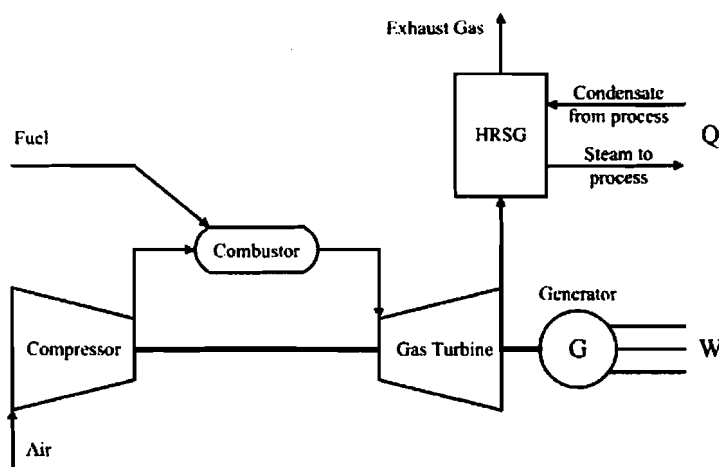 Exhaust Gas
Condensate
from process
HRSG
Q
Steam to
process
Fuel
Combustor
Generator
Compressor
Gas Turbine
G
W
Air